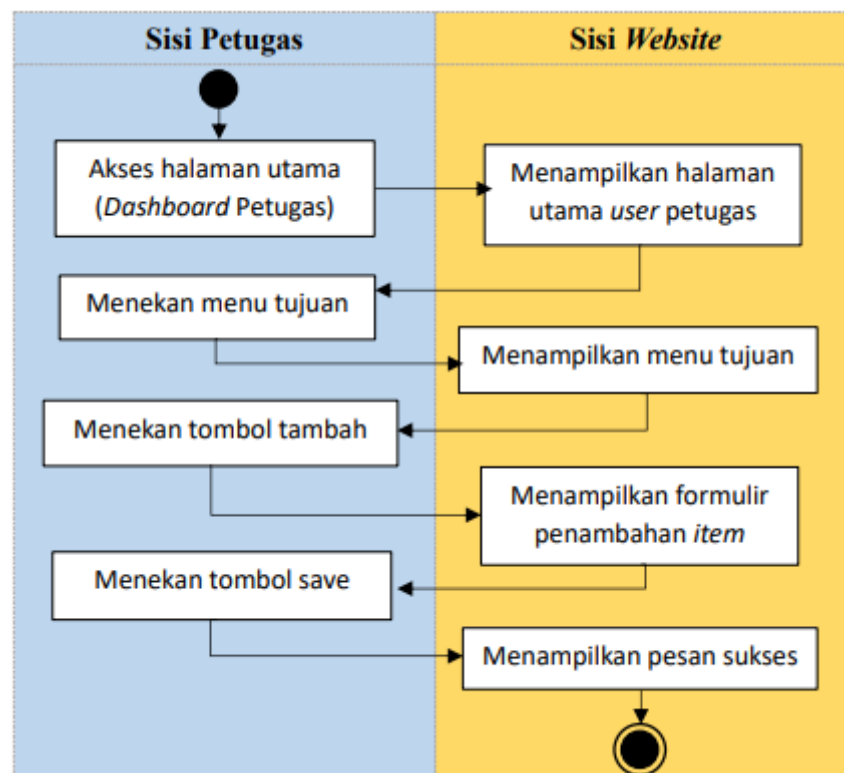 Sisi Petugas
Sisi Website
Akses halaman utama
(Dashboard Petugas)
Menampilkan halaman
utama user petugas
Menekan menu tujuan
Menampilkan menu tujuan
Menekan tombol tambah
Menampilkan formulir
penambahan item
Menekan tombol save
Menampilkan pesan sukses